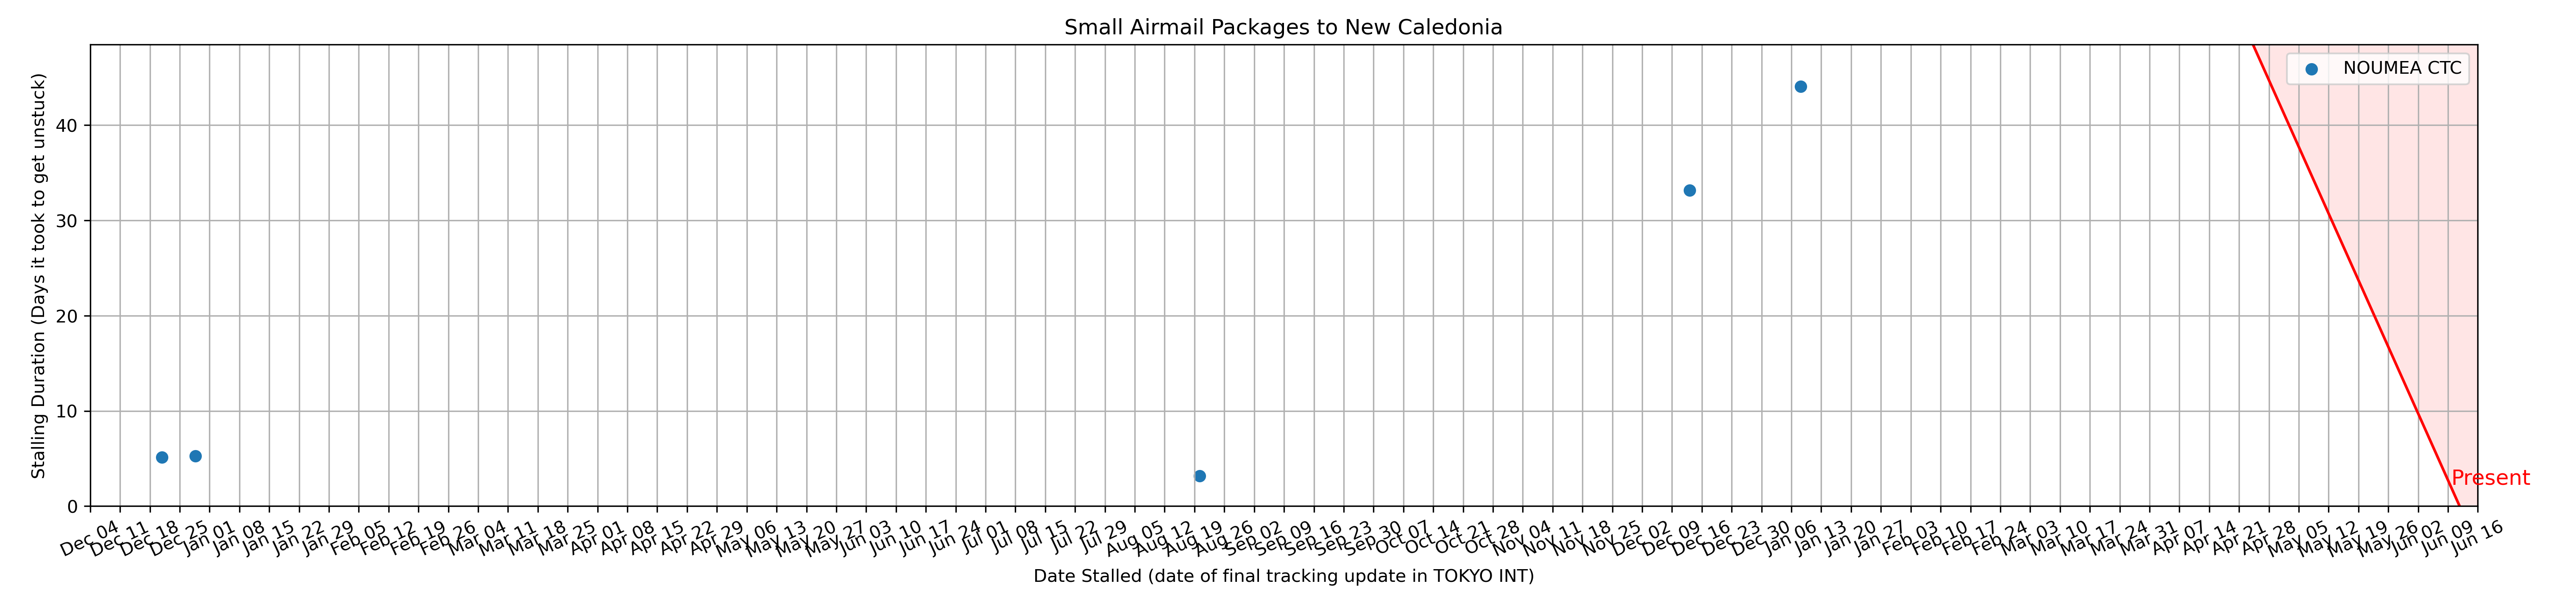 Small Airmail Packages to New Caledonia
NOUMEA CTC
Stalling Duration (Days it took to get unstuck)
40
30
20
10
0
Present
Dec 04
Dec 11
Dec 18
Dec 25
Jan 01
Jan 08
Jan 15
Jan 22
Jan 29
Feb 05
Feb 12
Feb 19
Feb 26
Mar 04
Mar 11
Mar 18
Mar 25
Apr 01
Apr 08
Apr 15
Apr 22
Apr 29
May 06
May 13
May 20
May 27
Jun 03
Jun 10
Jun 17
Jun 24
Jul 01
Jul 08
Jul 15
Jul 22
Jul 29
Aug 05
Aug 12
Aug 19
Aug 26
Sep 02
Sep 09
Sep 16
Sep 23
Sep 30
Oct 07
Oct 14
Oct 21
Oct 28
Nov 04
Nov 11
Nov 18
Nov 25
Dec 02
Dec 09
Dec 16
Dec 23
Dec 30
Jan 06
Jan 13
Jan 20
Jan 27
Feb 03
Feb 10
Feb 17
Feb 24
Mar 03
Mar 10
Mar 17
Mar 24
Mar 31
Apr 07
Apr 14
Apr 21
Apr 28
May 05
May 12
May 19
May 26
Jun 02
Jun 09
Jun 16
Date Stalled (date of final tracking update in TOKYO INT)